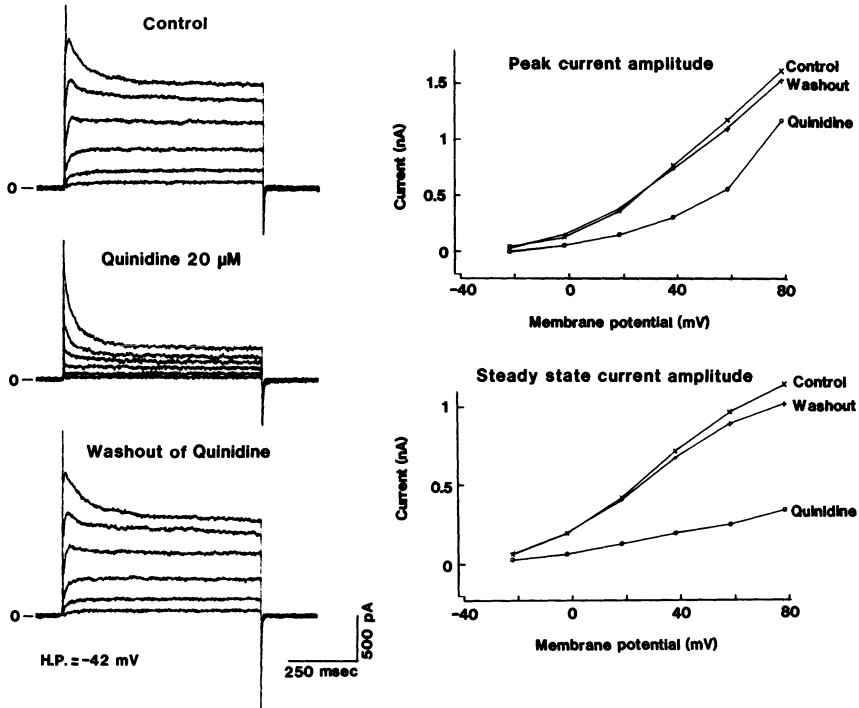 Control
0
Quinidine 20 µM
0
Washout of Quinidine
0
H.P.=-42 mV
500 pA
250 msec
Peak current amplitude
Control
Washout
Quinidine
Current (nA)
1.5
1
0.5
0
-40
0
40
80
Membrane potential (mV)
Steady state current amplitude
Control
Washout
Quinidine
Current (nA)
1
0.5
0
-40
0
40
80
Membrane potential (mV)